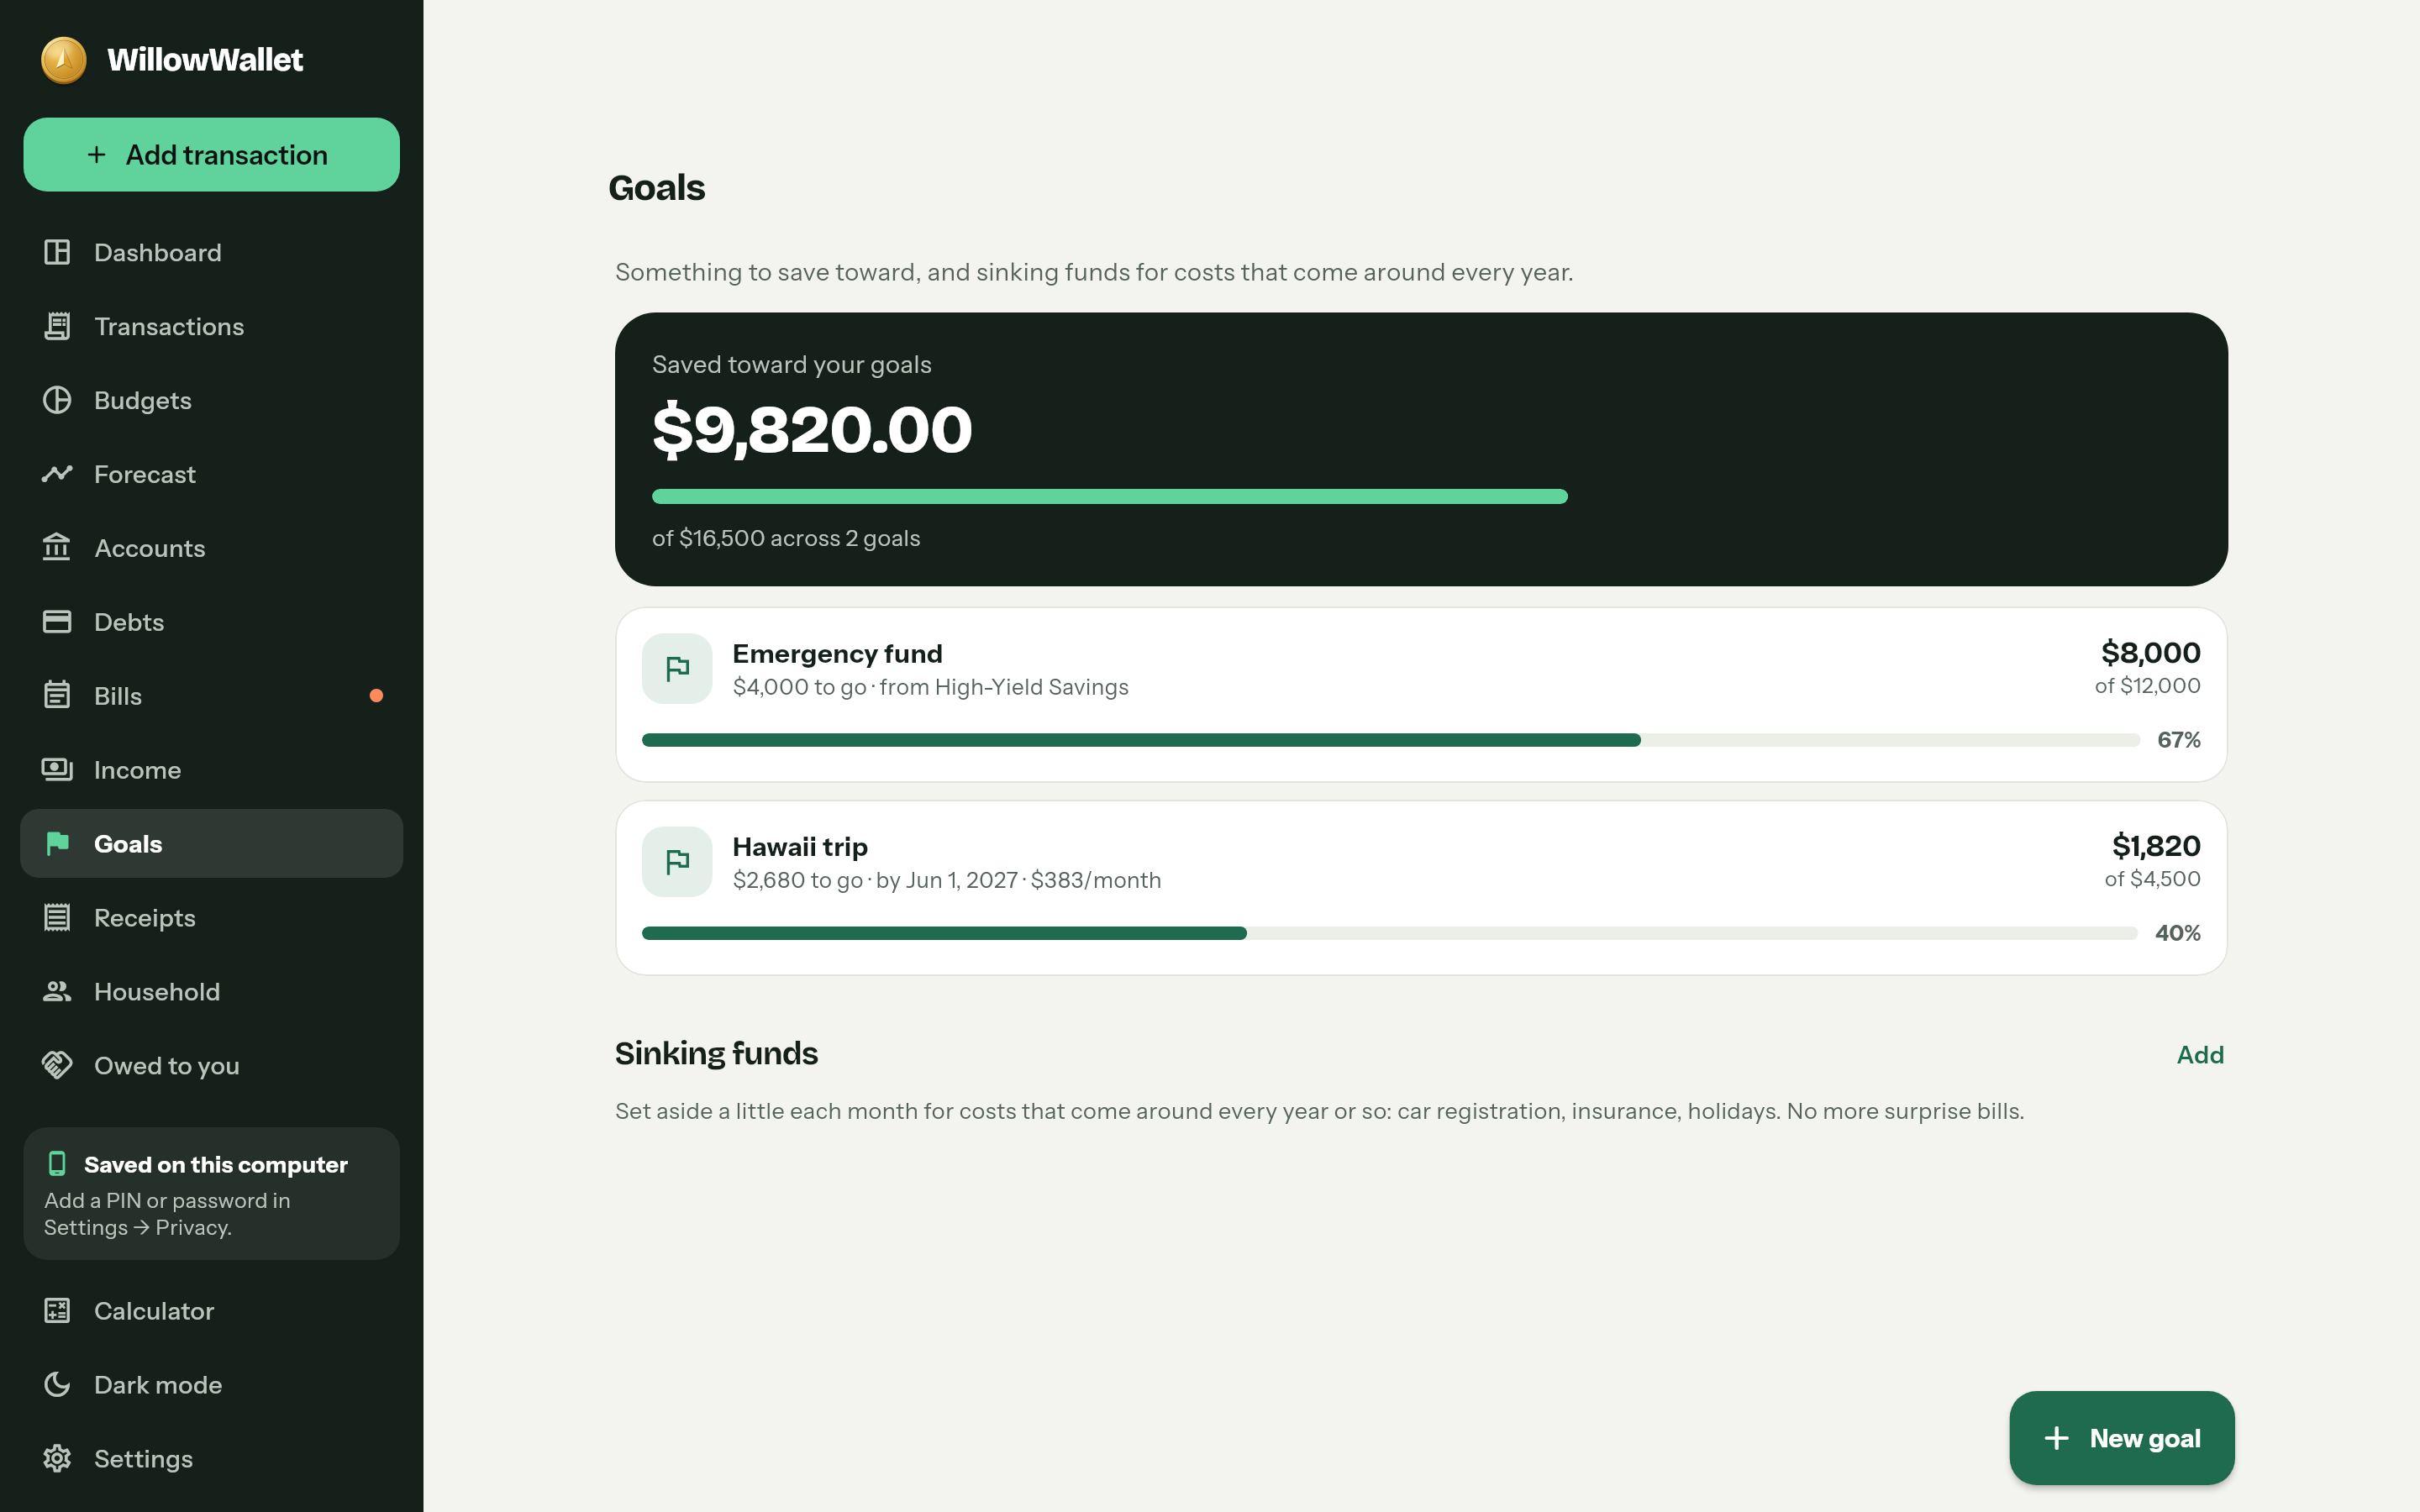 WillowWallet
Add transaction
Dashboard
Transactions
Budgets
Forecast
Accounts
Debts
Bills
Income
Goals
Receipts
Household
Owed to you
Saved on this computer
Add a PIN or password in
Settings → Privacy.
Calculator
Dark mode
Settings
Goals
Something to save toward, and sinking funds for costs that come around every year.
Saved toward your goals
$9,820.00
of $16,500 across 2 goals
Emergency fund
$8,000
$4,000 to go · from High-Yield Savings
of $12,000
67%
Hawaii trip
$1,820
$2,680 to go · by Jun 1, 2027 · $383/month
of $4,500
40%
Sinking funds
Add
Set aside a little each month for costs that come around every year or so: car registration, insurance, holidays. No more surprise bills.
New goal